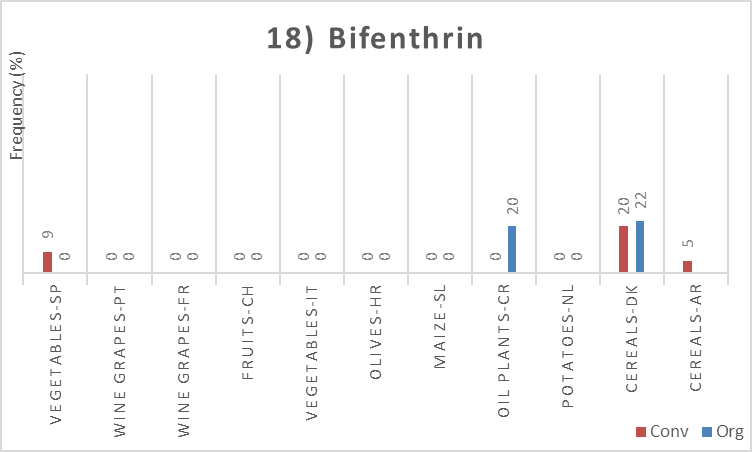 18) Bifenthrin
Frequency (%)
9 0 0 0 0 0 0 0 0 0 0 0 0 0 0 20 0 0 20 22 5
VEGETABLES-SP
WINE GRAPES-PT
WINE GRAPES-FR
FRUITS-CH
VEGETABLES-IT
OLIVES-HR
MAIZE-SL
OIL PLANTS-CR
POTATOES-NL
CEREALS-DK
CEREALS-AR
Conv Org